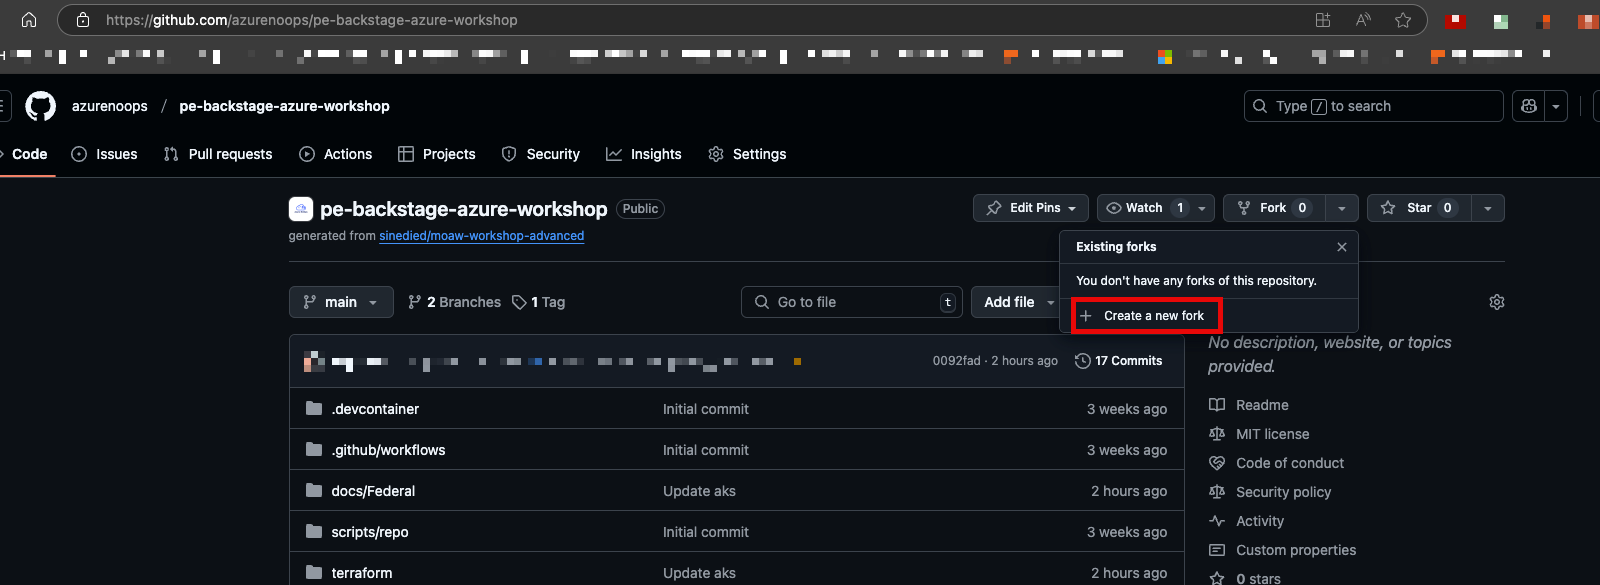 https://github.com/azurenoops/pe-backstage-azure-workshop
azurenoops / pe-backstage-azure-workshop
Type / to search
Code Issues Pull requests Actions Projects Security Insights Settings
pe-backstage-azure-workshop Public
Edit Pins Watch 1 Fork 0 Star 0
generated from sinedied/moaw-workshop-advanced
Existing forks
You don't have any forks of this repository.
Create a new fork
main 2 Branches 1 Tag Go to file t Add file
No description, website, or topics
provided.
0092fad · 2 hours ago 17 Commits
.devcontainer Initial commit 3 weeks ago
.github/workflows Initial commit 3 weeks ago
docs/Federal Update aks 2 hours ago
scripts/repo Initial commit 3 weeks ago
terraform Update aks 2 hours ago
Readme
MIT license
Code of conduct
Security policy
Activity
Custom properties
0 stars